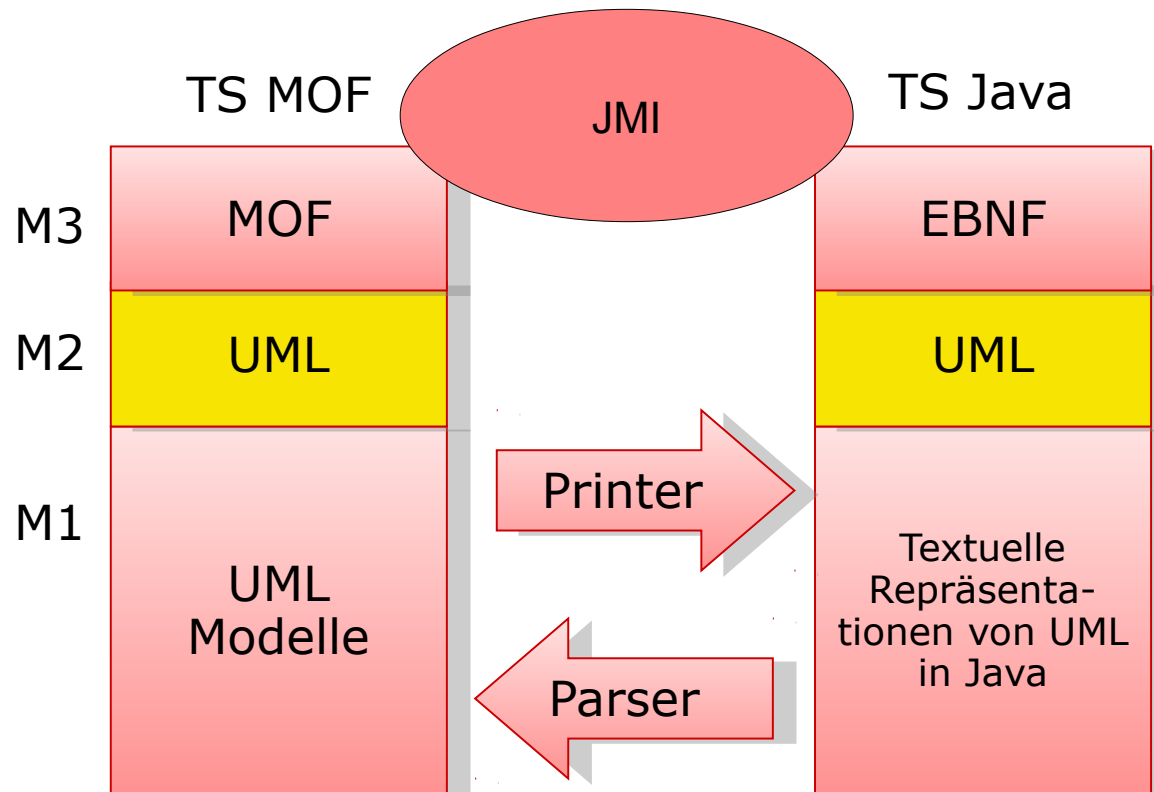 TS MOF
JMI
TS Java
M3
MOF
EBNF
M2
UML
UML
M1
Printer
UML
Modelle
Parser
Textuelle
Repräsenta-
tionen von UML
in Java